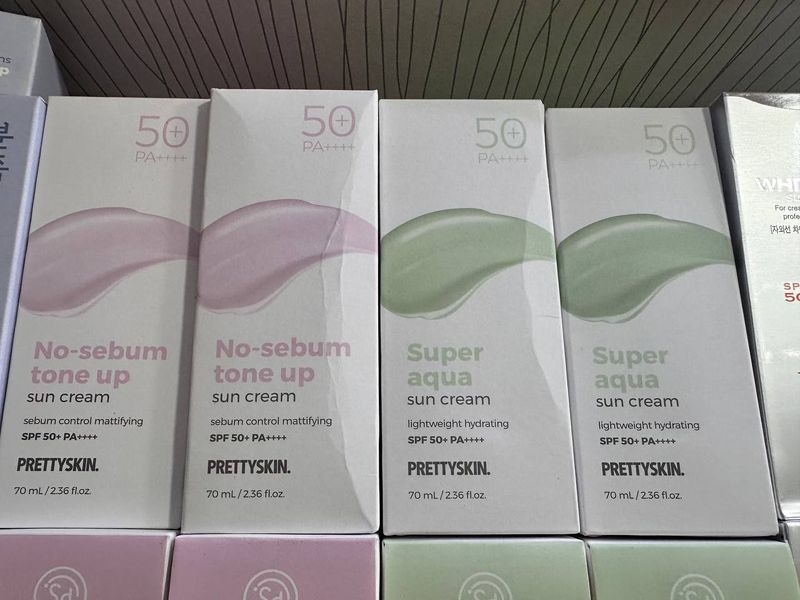 50+
PA++++
No-sebum
tone up
sun cream
sebum control mattifying
SPF 50+ PA++++
PRETTYSKIN.
70 mL / 2.36 fl.oz.
50+
PA++++
No-sebum
tone up
sun cream
sebum control mattifying
SPF 50+ PA++++
PRETTYSKIN.
70 mL / 2.36 fl.oz.
50+
PA++++
Super
aqua
sun cream
lightweight hydrating
SPF 50+ PA++++
PRETTYSKIN.
70 mL / 2.36 fl.oz.
50+
PA++++
Super
aqua
sun cream
lightweight hydrating
SPF 50+ PA++++
PRETTYSKIN.
70 mL / 2.36 fl.oz.
For
[자외선